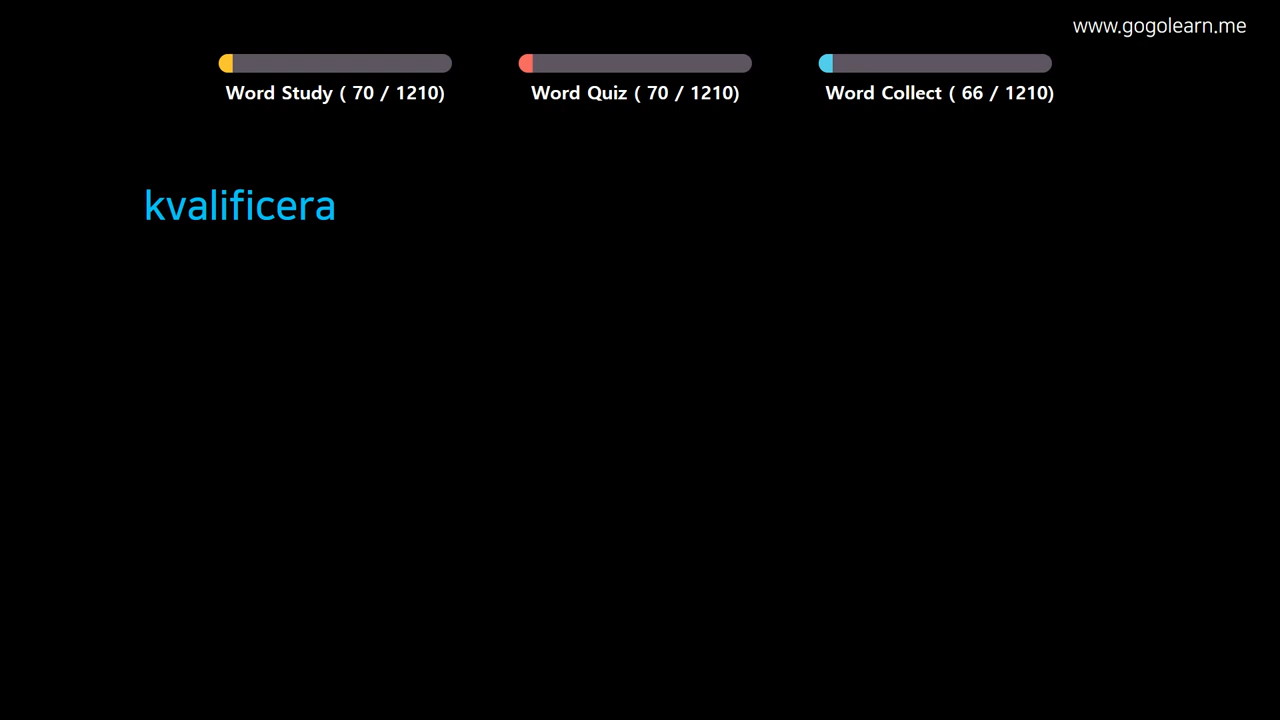 www.gogolearn.me
Word Study ( 70 / 1210)
Word Quiz ( 70 / 1210)
Word Collect ( 66 / 1210)
kvalificera